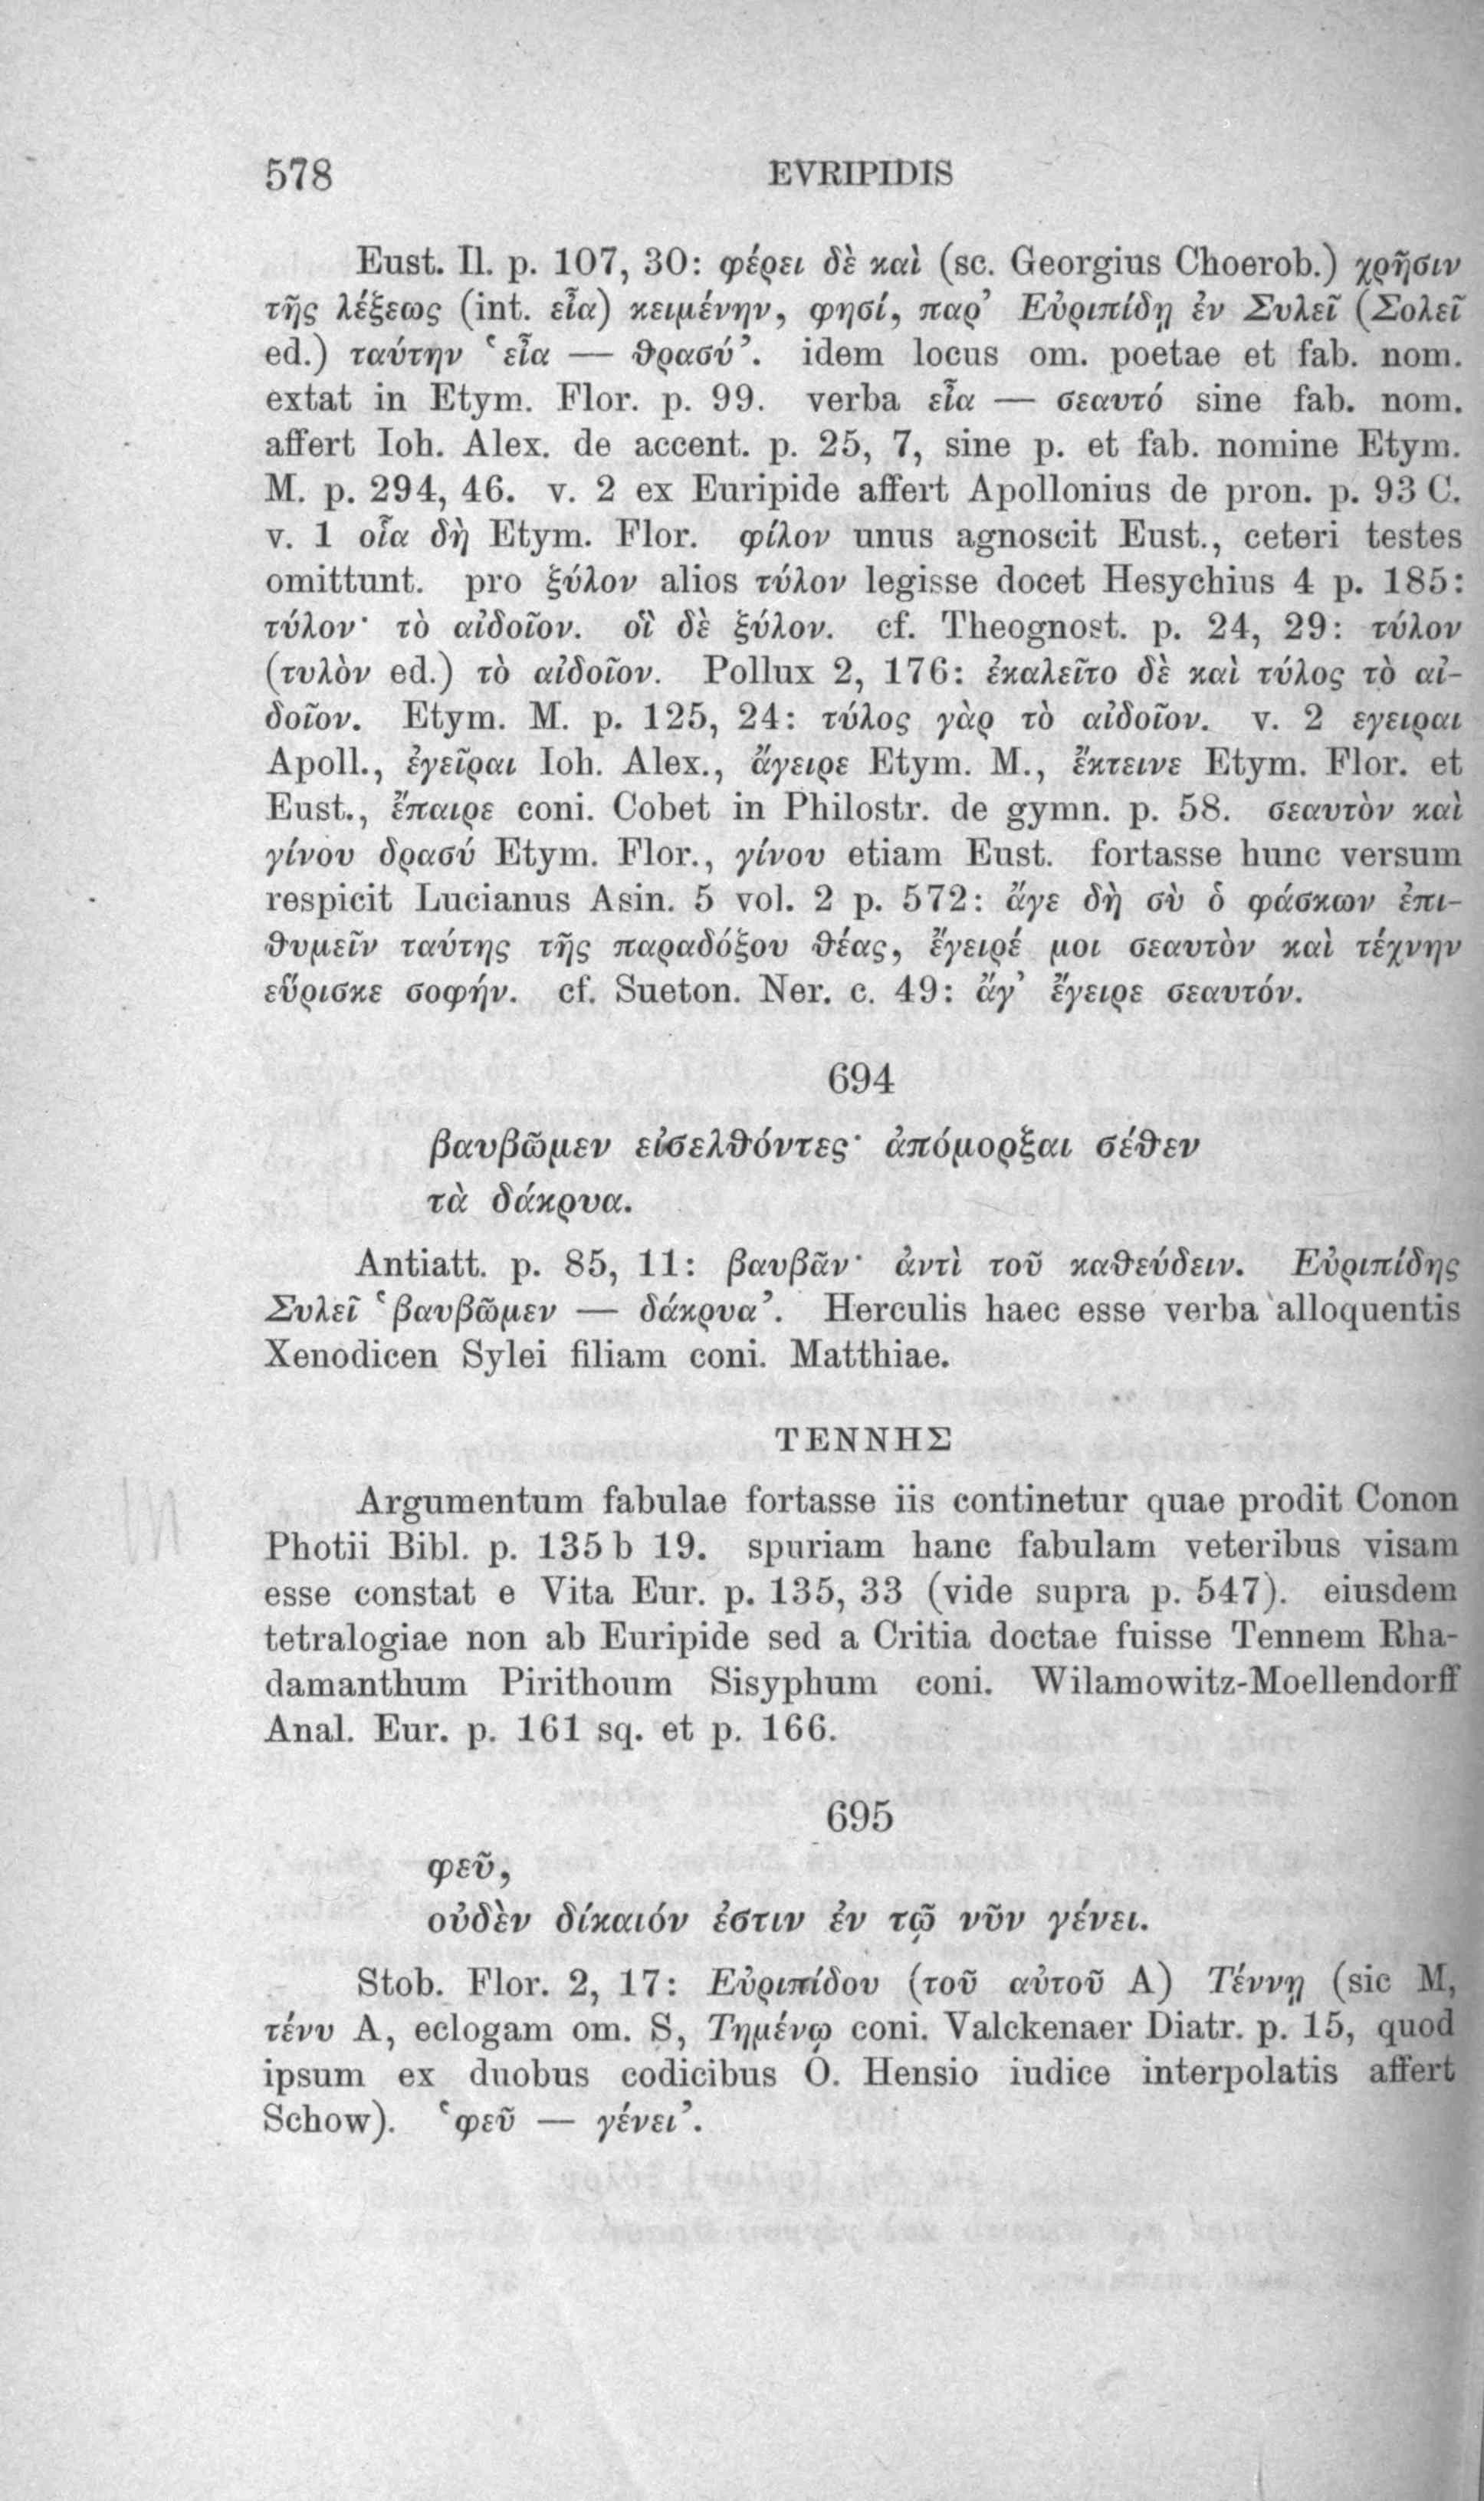 578 EVRIPIDIS
Eust. Il. p. 107, 30: φέρει δὲ καὶ (sc. Georgius Choerob.) χρῆσιν
τῆς λέξεως (int. εἶα) κειμένην, φησί, παρ’ Εὐριπίδῃ ἐν Συλεῖ (Σολεῖ
ed.) ταύτην ‘εἶα — θρασύ’. idem locus om. poetae et fab. nom.
extat in Etym. Flor. p. 99. verba εἶα — σεαυτό sine fab. nom.
affert Ioh. Alex. de accent. p. 25, 7, sine p. et fab. nomine Etym.
M. p. 294, 46. v. 2 ex Euripide affert Apollonius de pron. p. 93 C.
v. 1 οἷα δὴ Etym. Flor. φίλον unus agnoscit Eust., ceteri testes
omittunt. pro ξύλον alios τύλον legisse docet Hesychius 4 p. 185:
τύλον· τὸ αἰδοῖον. οἳ δὲ ξύλον. cf. Theognost. p. 24, 29: τύλον
(τυλὸν ed.) τὸ αἰδοῖον. Pollux 2, 176: ἐκαλεῖτο δὲ καὶ τύλος τὸ αἰ-
δοῖον. Etym. M. p. 125, 24: τύλος γὰρ τὸ αἰδοῖον. v. 2 εγειραι
Apoll., ἐγεῖραι Ioh. Alex., ἄγειρε Etym. M., ἔκτεινε Etym. Flor. et
Eust., ἔπαιρε coni. Cobet in Philostr. de gymn. p. 58. σεαυτὸν καὶ
γίνου δρασύ Etym. Flor., γίνου etiam Eust. fortasse hunc versum
respicit Lucianus Asin. 5 vol. 2 p. 572: ἄγε δὴ σὺ ὁ φάσκων ἐπι-
θυμεῖν ταύτης τῆς παραδόξου θέας, ἔγειρέ μοι σεαυτὸν καὶ τέχνην
εὕρισκε σοφήν. cf. Sueton. Ner. c. 49: ἄγ’ ἔγειρε σεαυτόν.
694
βαυβῶμεν εἰσελθόντες· ἀπόμορξαι σέθεν
τὰ δάκρυα.
Antiatt. p. 85, 11: βαυβᾶν· ἀντὶ τοῦ καθεύδειν. Εὐριπίδης
Συλεῖ ‘βαυβῶμεν — δάκρυα’. Herculis haec esse verba alloquentis
Xenodicen Sylei filiam coni. Matthiae.
ΤΕΝΝΗΣ
Argumentum fabulae fortasse iis continetur quae prodit Conon
Photii Bibl. p. 135 b 19. spuriam hanc fabulam veteribus visam
esse constat e Vita Eur. p. 135, 33 (vide supra p. 547). eiusdem
tetralogiae non ab Euripide sed a Critia doctae fuisse Tennem Rha-
damanthum Pirithoum Sisyphum coni. Wilamowitz-Moellendorff
Anal. Eur. p. 161 sq. et p. 166.
695
φεῦ,
οὐδὲν δίκαιόν ἐστιν ἐν τῷ νῦν γένει.
Stob. Flor. 2, 17: Εὐριπίδου (τοῦ αὐτοῦ A) Τέννῃ (sic M,
τένυ A, eclogam om. S, Τημένῳ coni. Valckenaer Diatr. p. 15, quod
ipsum ex duobus codicibus O. Hensio iudice interpolatis affert
Schow). ‘φεῦ — γένει’.